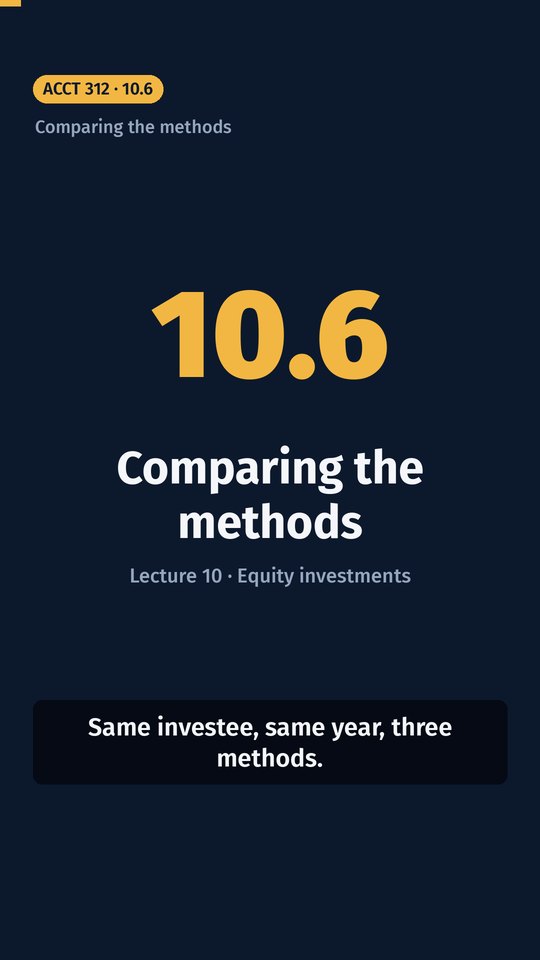 ACCT 312 · 10.6
Comparing the methods
10.6
Comparing the
methods
Lecture 10 · Equity investments
Same investee, same year, three
methods.